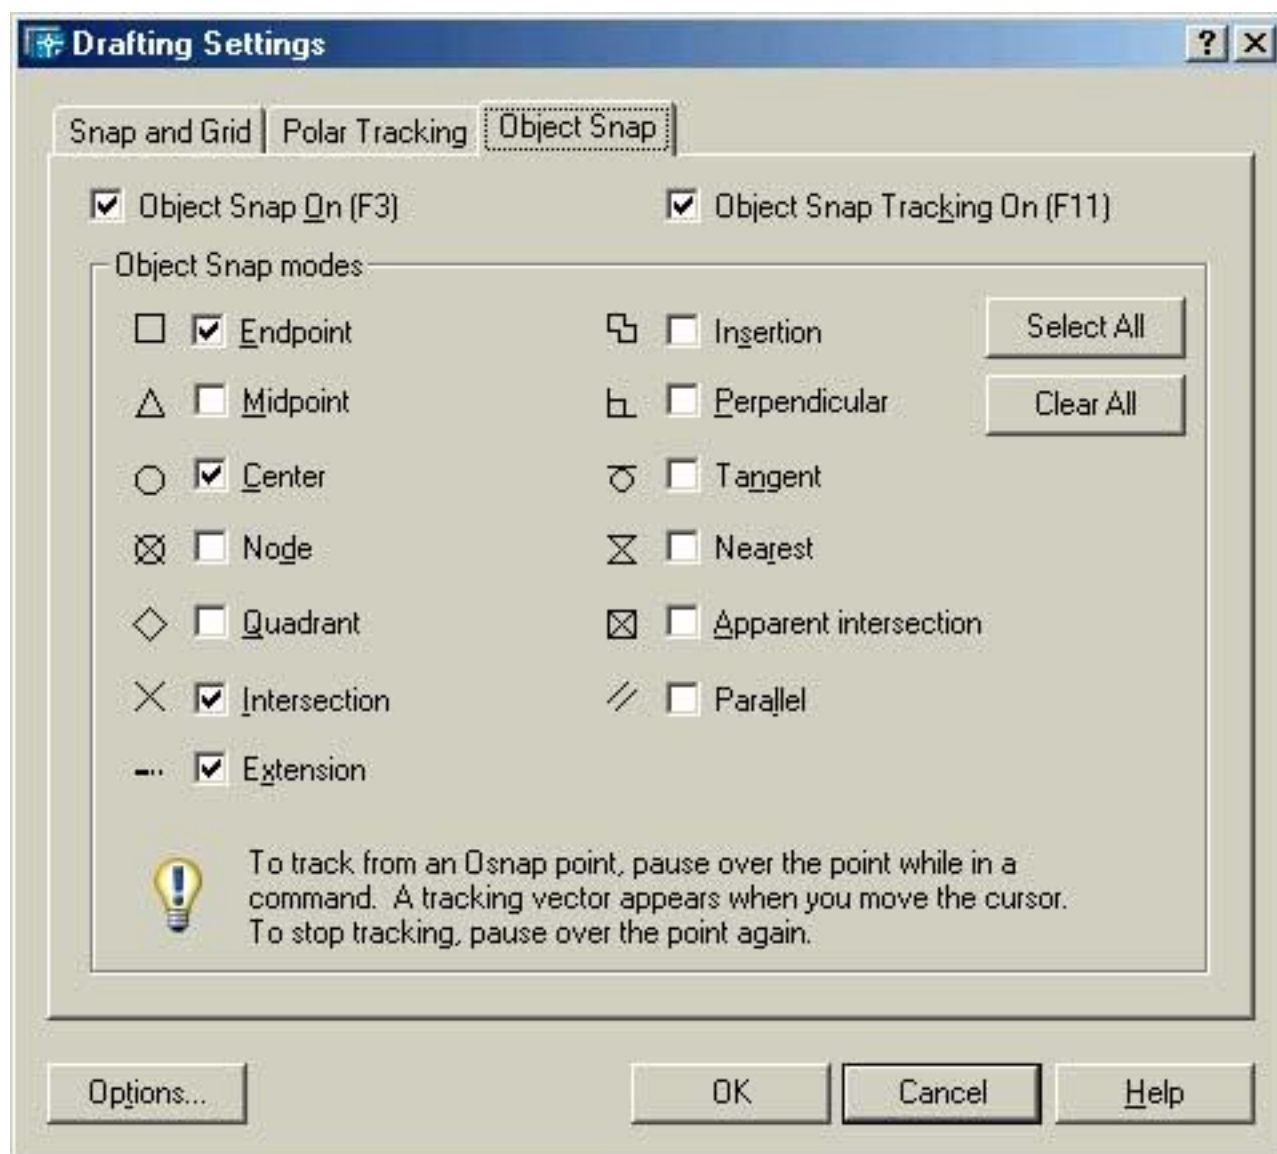 Drafting Settings
Snap and Grid
Polar Tracking
Object Snap
Object Snap On (F3)
Object Snap Tracking On (F11)
Object Snap modes
Endpoint
Midpoint
Center
Node
Quadrant
Intersection
Extension
Insertion
Perpendicular
Tangent
Nearest
Apparent intersection
Parallel
Select All
Clear All
To track from an Osnap point, pause over the point while in a
command. A tracking vector appears when you move the cursor.
To stop tracking, pause over the point again.
Options...
OK
Cancel
Help